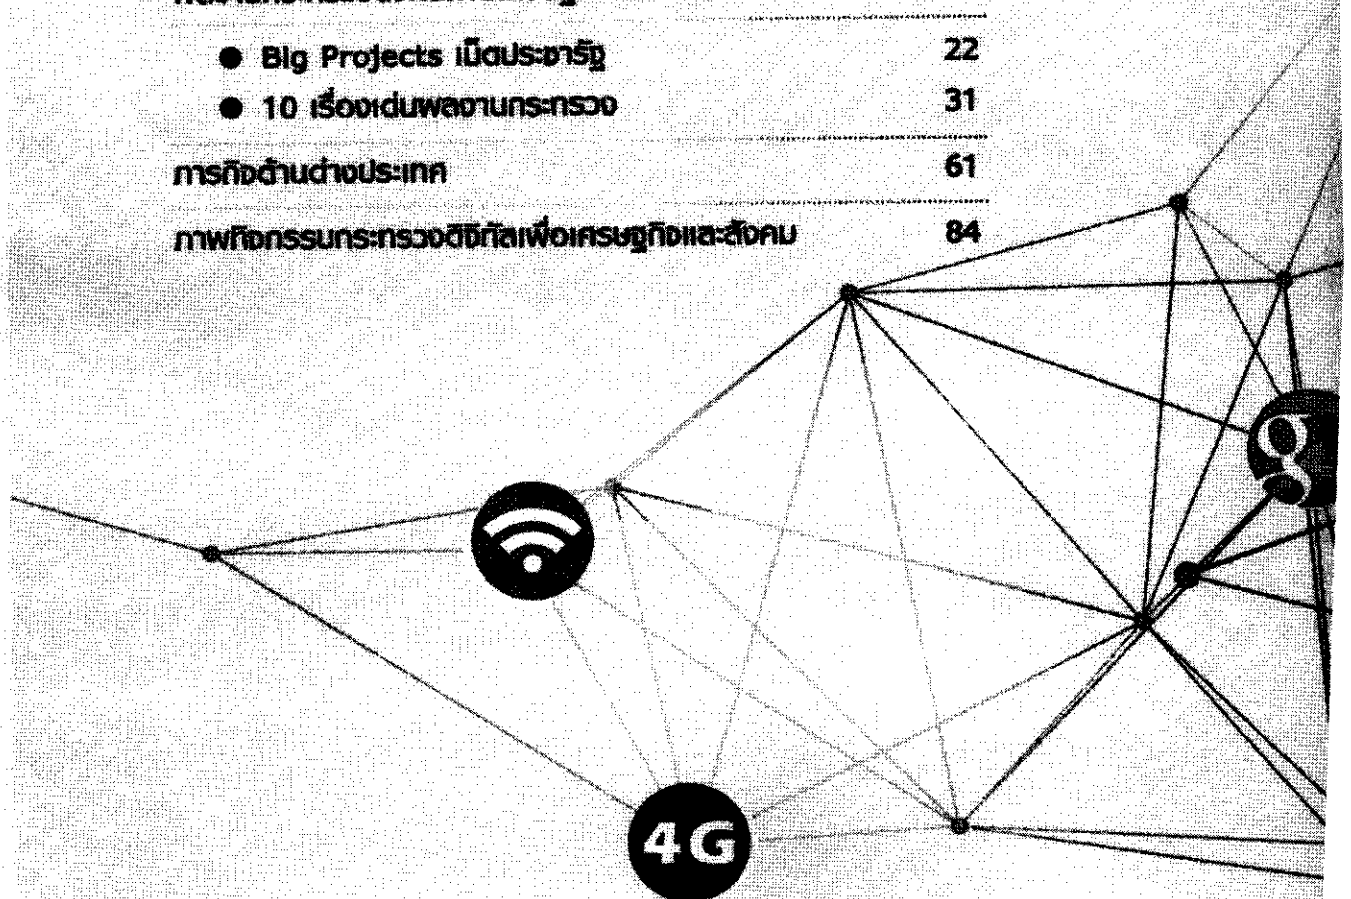 ● Big Projects เน็ตประชารัฐ 22
● 10 เรื่องเด่นผลงานกระทรวง 31
ภารกิจด้านต่างประเทศ 61
ภาพกิจกรรมกระทรวงดิจิทัลเพื่อเศรษฐกิจและสังคม 84
g
4G